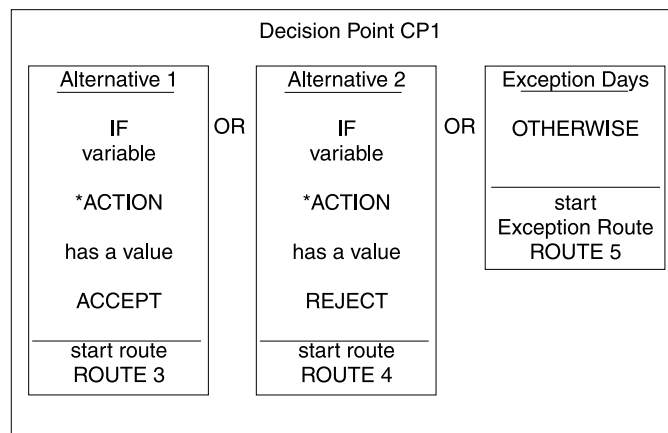 Decision Point CP1
Alternative 1
IF
variable
*ACTION
has a value
ACCEPT
start route
ROUTE 3
OR
Alternative 2
IF
variable
*ACTION
has a value
REJECT
start route
ROUTE 4
OR
Exception Days
OTHERWISE
start
Exception Route
ROUTE 5